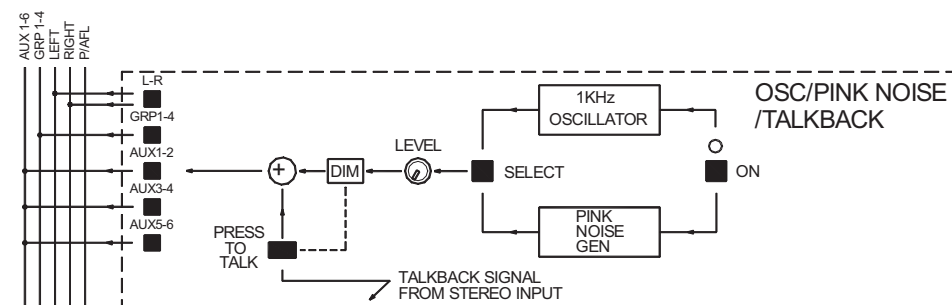 AUX 1-6
GRP 1-4
LEFT
RIGHT
P/AFL
L-R
GRP1-4
AUX1-2
AUX3-4
AUX5-6
OSC/PINK NOISE
/TALKBACK
1KHz
OSCILLATOR
LEVEL
+
DIM
SELECT
ON
PINK
NOISE
GEN
PRESS
TO
TALK
TALKBACK SIGNAL
FROM STEREO INPUT